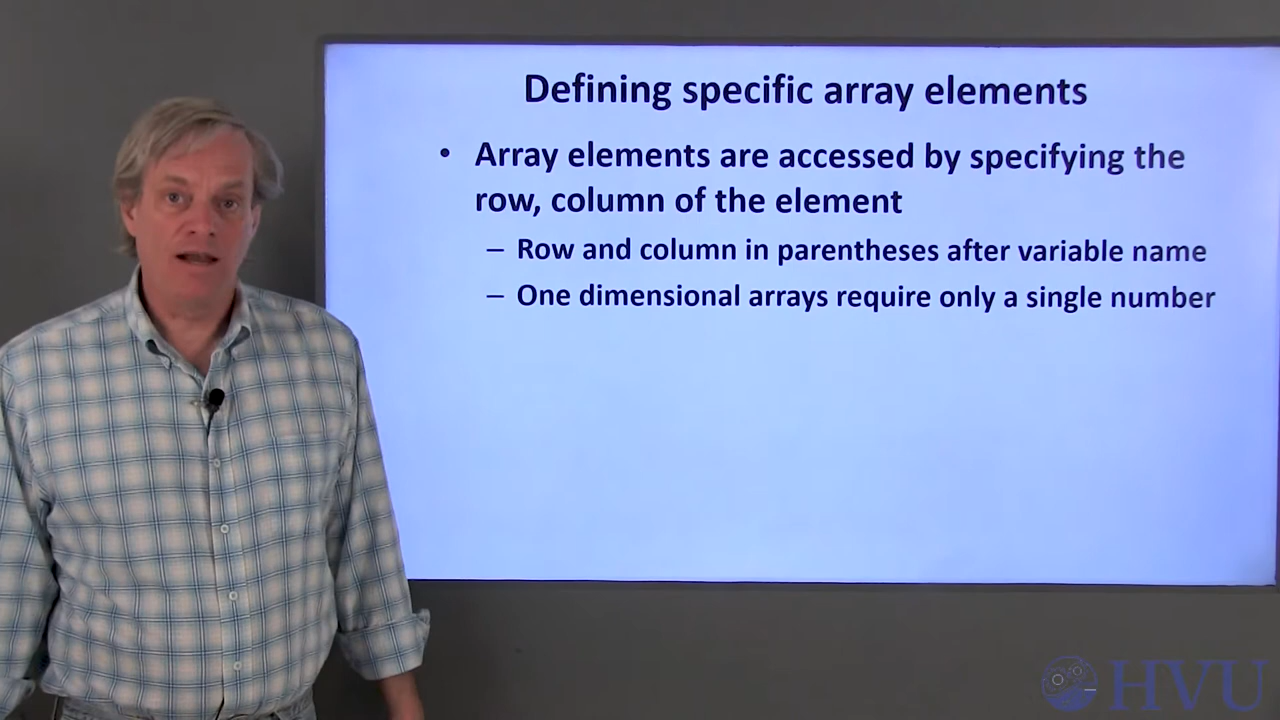 Defining specific array elements
• Array elements are accessed by specifying the
row, column of the element
– Row and column in parentheses after variable name
– One dimensional arrays require only a single number
HVU